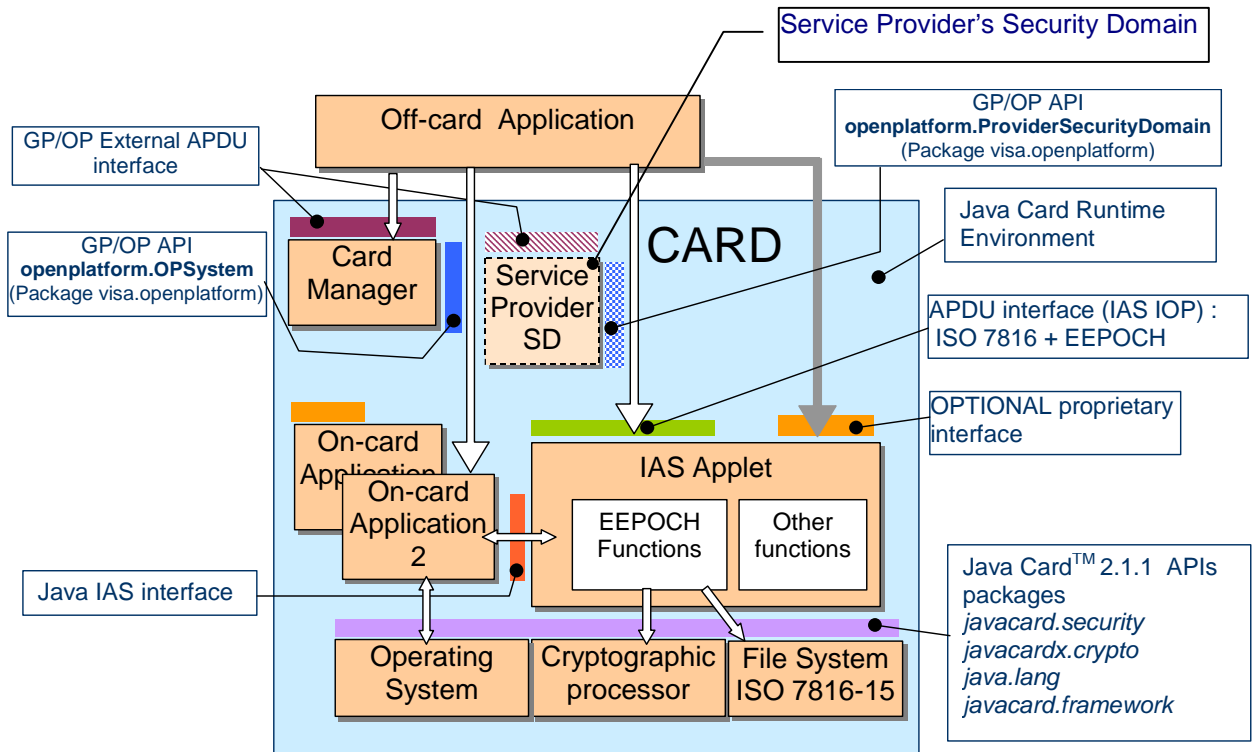 Service Provider's Security Domain
Off-card Application
GP/OP API
openplatform.ProviderSecurityDomain
(Package visa.openplatform)
GP/OP External APDU
interface
Java Card Runtime
Environment
GP/OP API
openplatform.OPSystem
(Package visa.openplatform)
Card
Manager
Service
Provider
SD
CARD
APDU interface (IAS IOP) :
ISO 7816 + EEPOCH
OPTIONAL proprietary
interface
On-card
Application
On-card
Application
2
IAS Applet
EEPOCH
Functions
Other
functions
Java IAS interface
Java Card™ 2.1.1 APIs
packages
javacard.security
javacardx.crypto
java.lang
javacard.framework
Operating
System
Cryptographic
processor
File System
ISO 7816-15